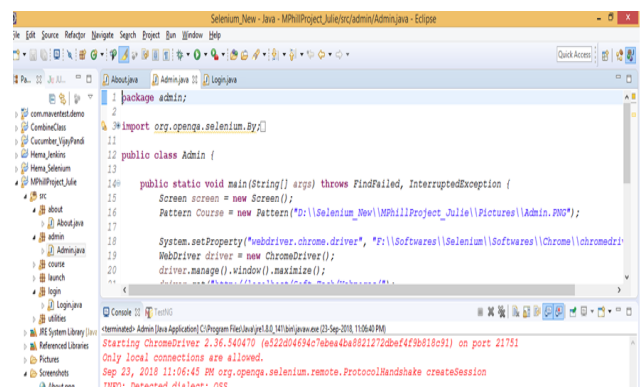 Selenium_New - Java - MPhillProject_Julie/src/admin/Admin.java - Eclipse
File Edit Source Refactor Navigate Search Project Run Window Help
Quick Access
About.java Admin.java Login.java
com.maventest.demo
CombineClass
Cucumber_VijayPandi
Hema_Jenkins
Hema_Selenium
MPhillProject_Julie
src
about
About.java
admin
Admin.java
course
launch
login
Login.java
utilities
JRE System Library [Java
Referenced Libraries
Pictures
Screenshots
About.png
1 package admin;
2
3 import org.openqa.selenium.By;
11
12 public class Admin {
13
14 public static void main(String[] args) throws FindFailed, InterruptedException {
15 Screen screen = new Screen();
16 Pattern Course = new Pattern("D:\\Selenium_New\\MPhillProject_Julie\\Pictures\\Admin.PNG");
17
18 System.setProperty("webdriver.chrome.driver", "F:\\Softwares\\Selenium\\Softwares\\Chrome\\chromedri
19 WebDriver driver = new ChromeDriver();
20 driver.manage().window().maximize();
Console TestNG
<terminated> Admin [Java Application] C:\Program Files\Java\jre1.8.0_141\bin\javaw.exe (23-Sep-2018, 11:06:40 PM)
Starting ChromeDriver 2.36.540470 (e522d04694c7ebea4ba8821272dbef4f9b818c91) on port 21751
Only local connections are allowed.
Sep 23, 2018 11:06:45 PM org.openqa.selenium.remote.ProtocolHandshake createSession
INFO: Detected dialect: OSS